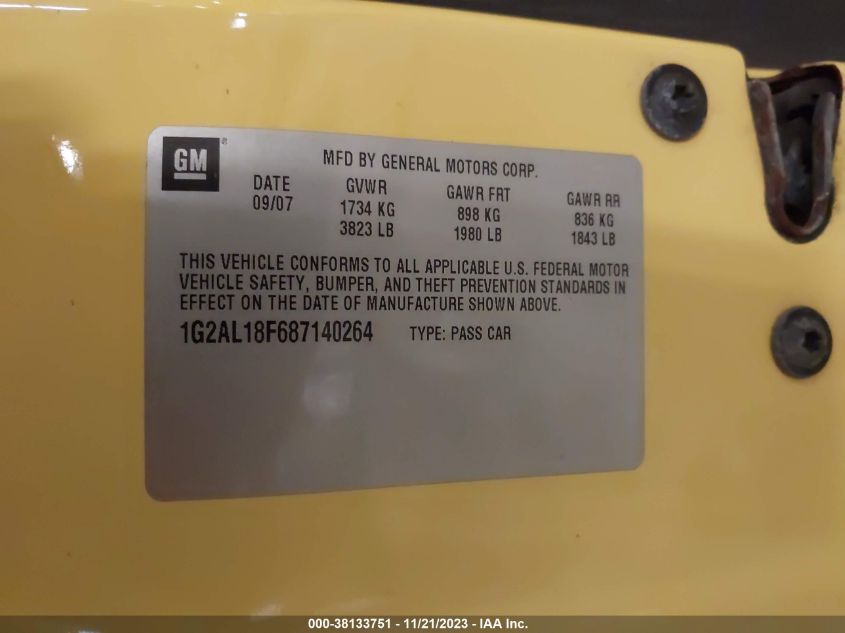 GM®
MFD BY GENERAL MOTORS CORP.
DATE GVWR GAWR FRT GAWR RR
09/07 1734 KG 898 KG 836 KG
3823 LB 1980 LB 1843 LB
THIS VEHICLE CONFORMS TO ALL APPLICABLE U.S. FEDERAL MOTOR
VEHICLE SAFETY, BUMPER, AND THEFT PREVENTION STANDARDS IN
EFFECT ON THE DATE OF MANUFACTURE SHOWN ABOVE.
1G2AL18F687140264 TYPE: PASS CAR
000-38133751 - 11/21/2023 - IAA Inc.